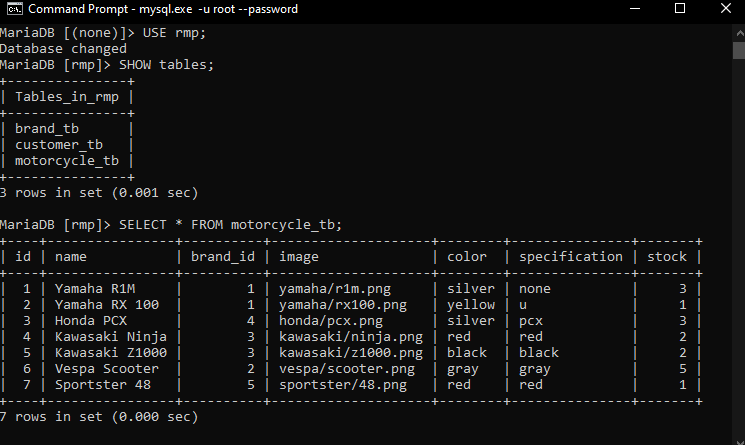 Command Prompt - mysql.exe -u root --password
MariaDB [(none)]> USE rmp;
Database changed
MariaDB [rmp]> SHOW tables;
+---------------+
| Tables_in_rmp |
+---------------+
| brand_tb      |
| customer_tb   |
| motorcycle_tb |
+---------------+
3 rows in set (0.001 sec)
MariaDB [rmp]> SELECT * FROM motorcycle_tb;
+----+----------------+----------+--------------------+--------+---------------+-------+
| id | name           | brand_id | image              | color  | specification | stock |
+----+----------------+----------+--------------------+--------+---------------+-------+
|  1 | Yamaha R1M     |        1 | yamaha/r1m.png     | silver | none          |     3 |
|  2 | Yamaha RX 100  |        1 | yamaha/rx100.png   | yellow | u             |     1 |
|  3 | Honda PCX      |        4 | honda/pcx.png      | silver | pcx           |     3 |
|  4 | Kawasaki Ninja |        3 | kawasaki/ninja.png | red    | red           |     2 |
|  5 | Kawasaki Z1000 |        3 | kawasaki/z1000.png | black  | black         |     2 |
|  6 | Vespa Scooter  |        2 | vespa/scooter.png  | gray   | gray          |     5 |
|  7 | Sportster 48   |        5 | sportster/48.png   | red    | red           |     1 |
+----+----------------+----------+--------------------+--------+---------------+-------+
7 rows in set (0.000 sec)